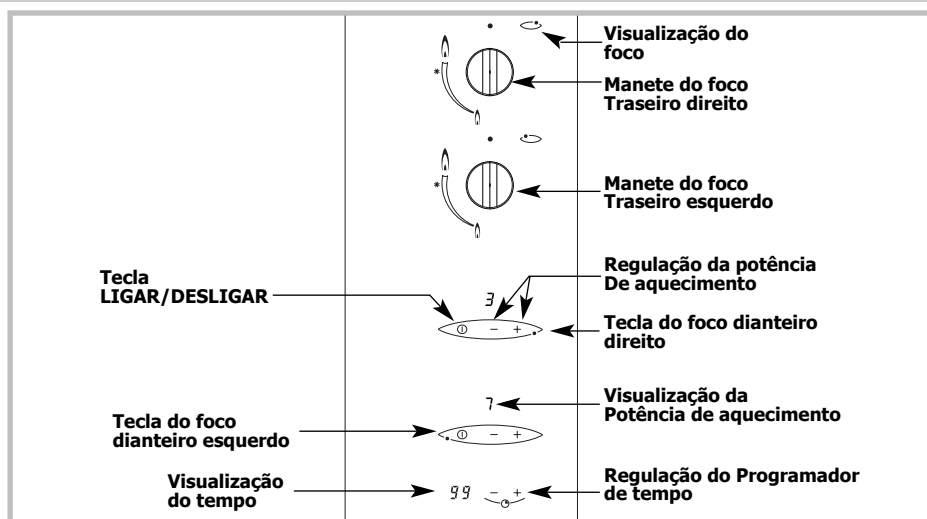 Visualização do
foco
Manete do foco
Traseiro direito
Manete do foco
Traseiro esquerdo
Tecla
LIGAR/DESLIGAR
Regulação da potência
De aquecimento
3
- +
Tecla do foco dianteiro
direito
7
Visualização da
Potência de aquecimento
Tecla do foco
dianteiro esquerdo
- +
Visualização
do tempo
99 - +
Regulação do Programador
de tempo